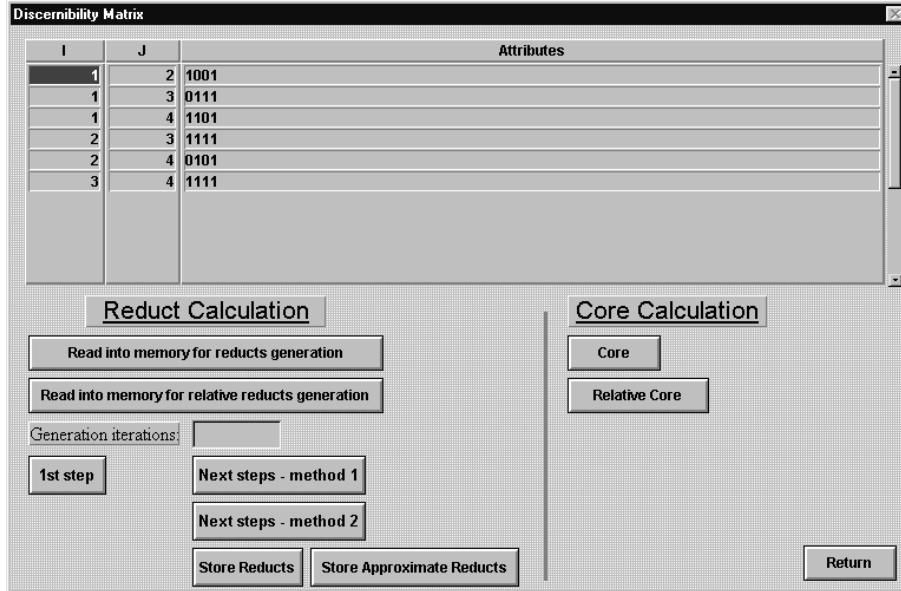 Discernibility Matrix
I J Attributes
1 2 1001
1 3 0111
1 4 1101
2 3 1111
2 4 0101
3 4 1111
Reduct Calculation
Core Calculation
Read into memory for reducts generation
Core
Read into memory for relative reducts generation
Relative Core
Generation iterations:
1st step
Next steps - method 1
Next steps - method 2
Store Reducts
Store Approximate Reducts
Return